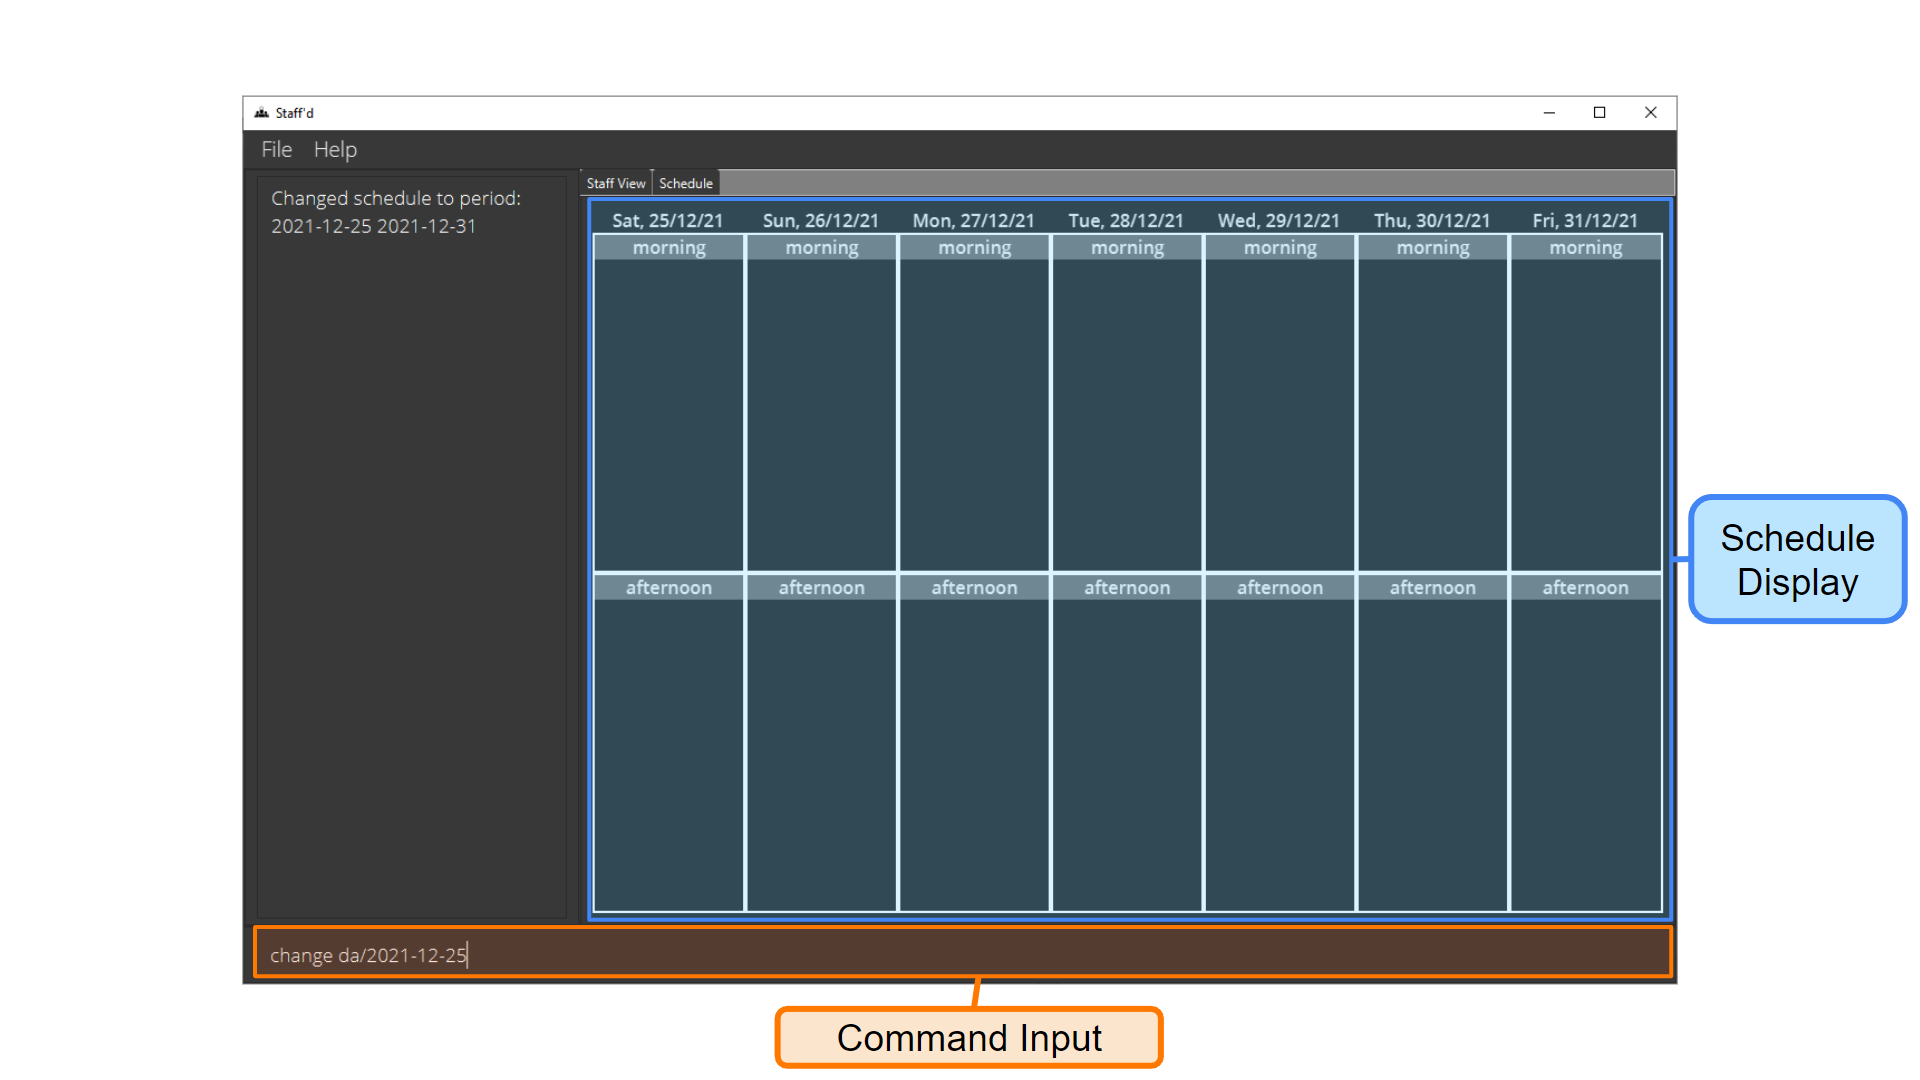 Staff'd
File Help
Changed schedule to period:
2021-12-25 2021-12-31
Staff View Schedule
Sat, 25/12/21 Sun, 26/12/21 Mon, 27/12/21 Tue, 28/12/21 Wed, 29/12/21 Thu, 30/12/21 Fri, 31/12/21
morning morning morning morning morning morning morning
afternoon afternoon afternoon afternoon afternoon afternoon afternoon
Schedule
Display
change da/2021-12-25
Command Input